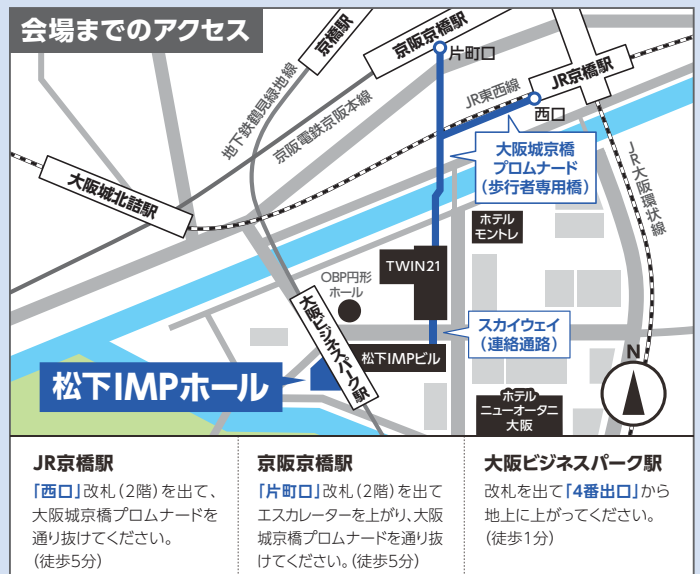 会場までのアクセス
京橋駅
京阪京橋駅
片町口
JR京橋駅
西口
JR東西線
地下鉄鶴見緑地線
京阪電鉄京阪本線
大阪城京橋
プロムナード
(歩行者専用橋)
JR大阪環状線
大阪城北詰駅
ホテル
モントレ
TWIN21
OBP円形
ホール
大阪ビジネスパーク駅
スカイウェイ
(連絡通路)
松下IMPビル
松下IMPホール
N
ホテル
ニューオータニ
大阪
JR京橋駅
「西口」改札(2階)を出て、
大阪城京橋プロムナードを
通り抜けてください。
(徒歩5分)
京阪京橋駅
「片町口」改札(2階)を出て
エスカレーターを上がり、大阪
城京橋プロムナードを通り抜
けてください。(徒歩5分)
大阪ビジネスパーク駅
改札を出て「4番出口」から
地上に上がってください。
(徒歩1分)